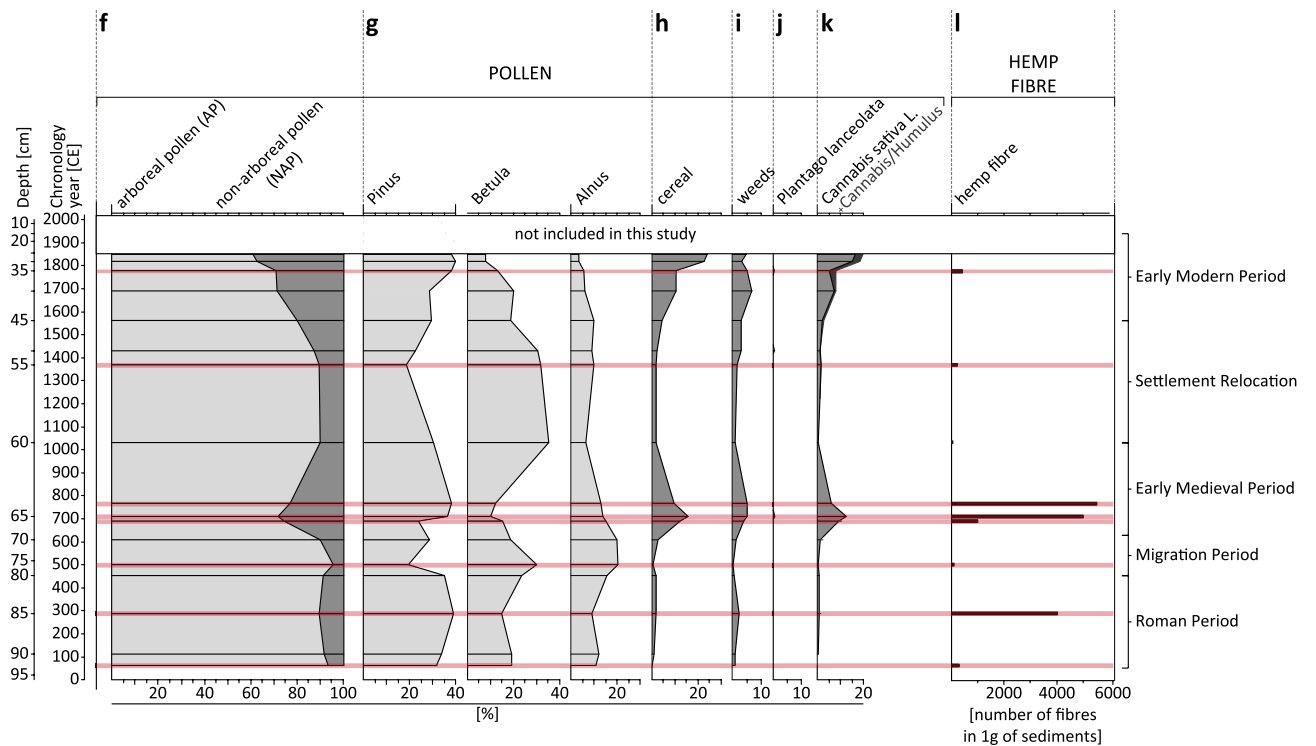 f g h i j k l
POLLEN
HEMP
FIBRE
Depth [cm]
Chronology
year [CE]
arboreal pollen (AP)
non-arboreal pollen
(NAP)
Pinus
Betula
Alnus
cereal
weeds
Plantago lanceolata
Cannabis sativa L.
+Cannabis/Humulus
hemp fibre
10
20
35
45
55
60
65
70
75
80
85
90
95
2000
1900
1800
1700
1600
1500
1400
1300
1200
1100
1000
900
800
700
600
500
400
300
200
100
0
not included in this study
Early Modern Period
Settlement Relocation
Early Medieval Period
Migration Period
Roman Period
20 40 60 80 100 20 40 20 40 20 20 10 10 20 2000 4000 6000
[%]
[number of fibres
in 1g of sediments]